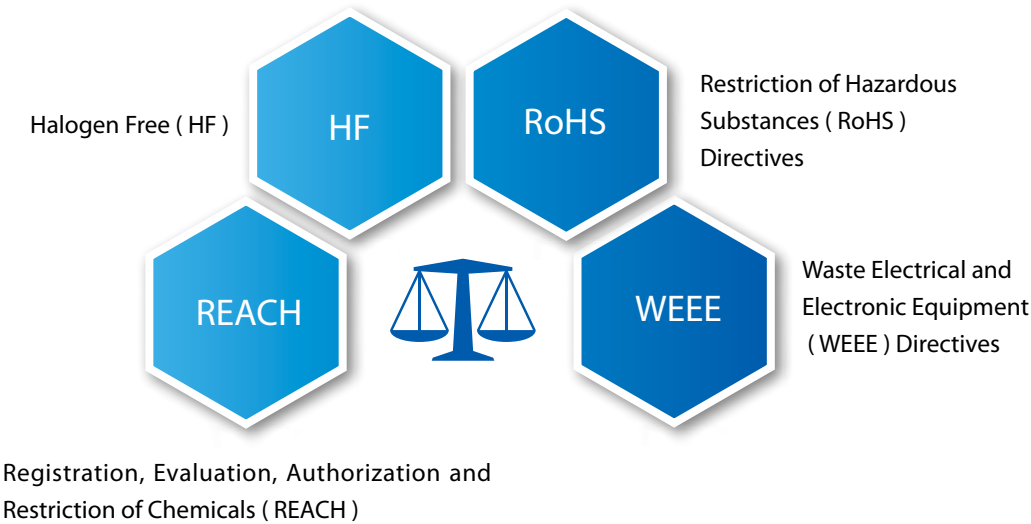 Halogen Free ( HF )
HF
RoHS
Restriction of Hazardous
Substances ( RoHS )
Directives
REACH
WEEE
Waste Electrical and
Electronic Equipment
( WEEE ) Directives
Registration, Evaluation, Authorization and
Restriction of Chemicals ( REACH )